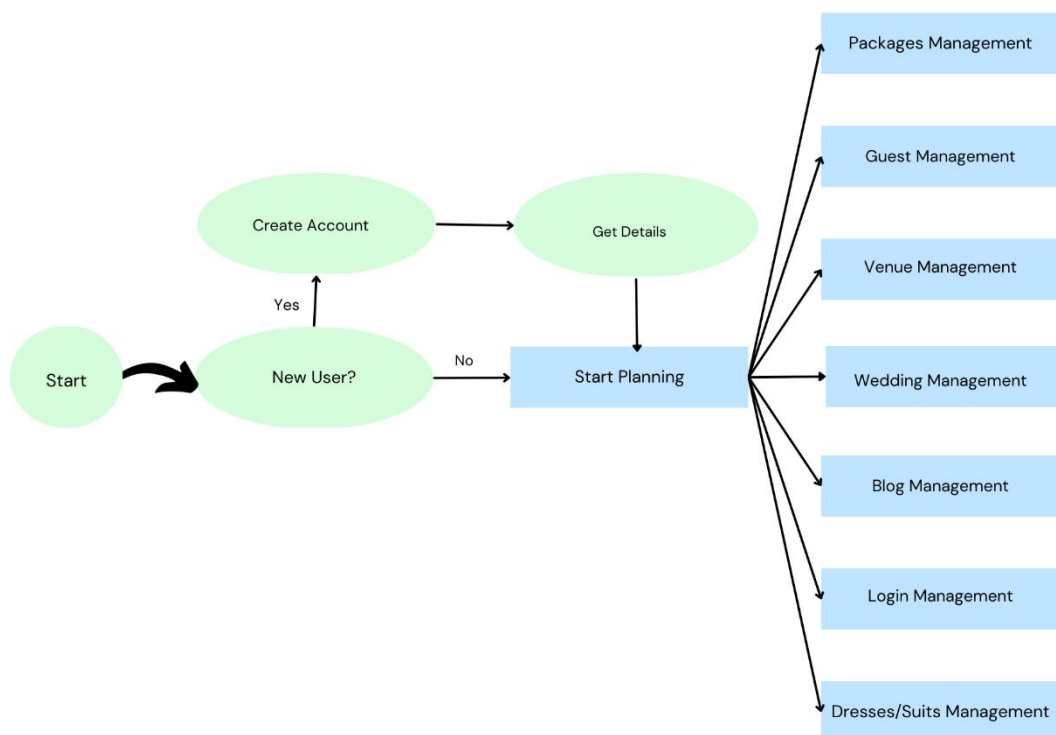 Start
New User?
Yes
No
Create Account
Get Details
Start Planning
Packages Management
Guest Management
Venue Management
Wedding Management
Blog Management
Login Management
Dresses/Suits Management